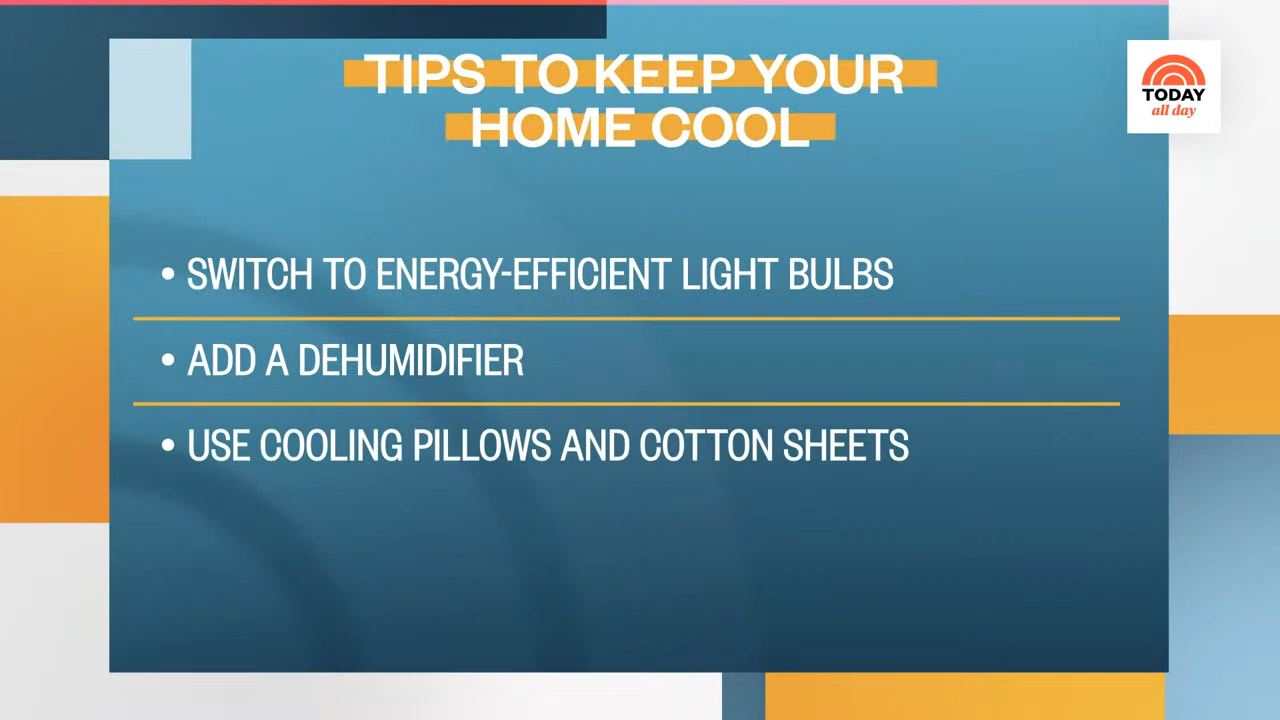 TIPS TO KEEP YOUR
HOME COOL
TODAY
all day
• SWITCH TO ENERGY-EFFICIENT LIGHT BULBS
• ADD A DEHUMIDIFIER
• USE COOLING PILLOWS AND COTTON SHEETS